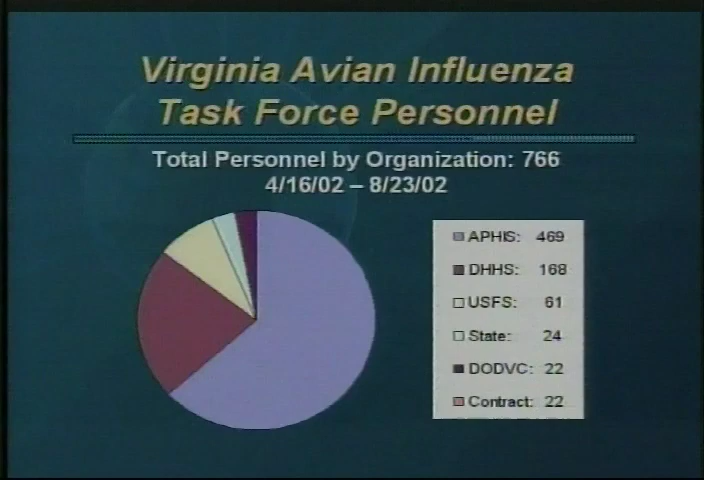 Virginia Avian Influenza
Task Force Personnel
Total Personnel by Organization: 766
4/16/02 – 8/23/02
APHIS: 469
DHHS: 168
USFS: 61
State: 24
DODVC: 22
Contract: 22